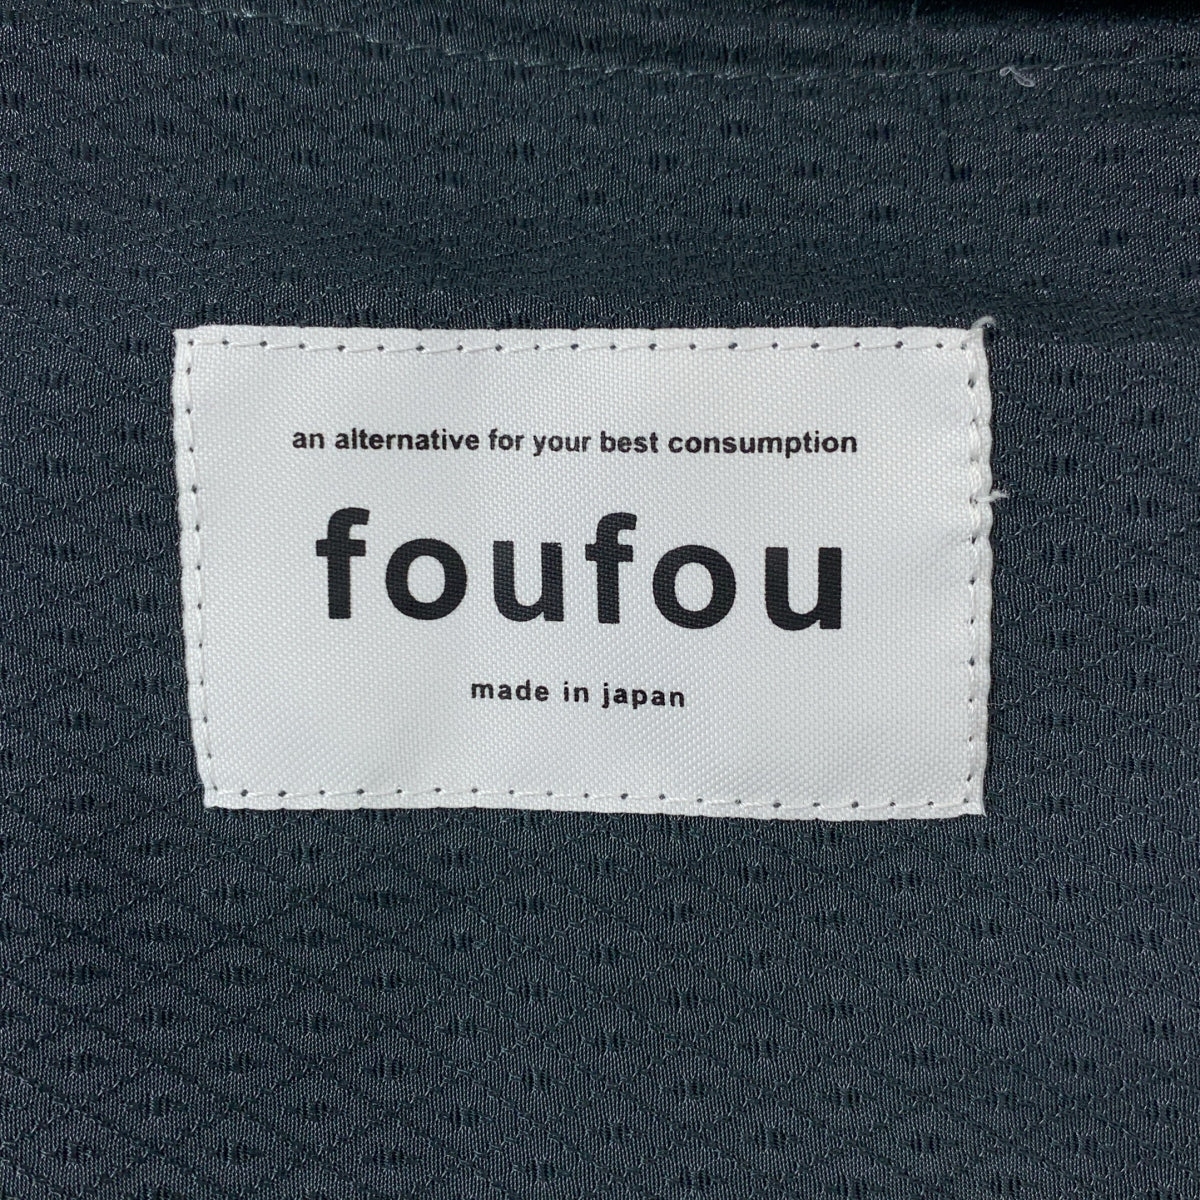 an alternative for your best consumption
foufou
made in japan